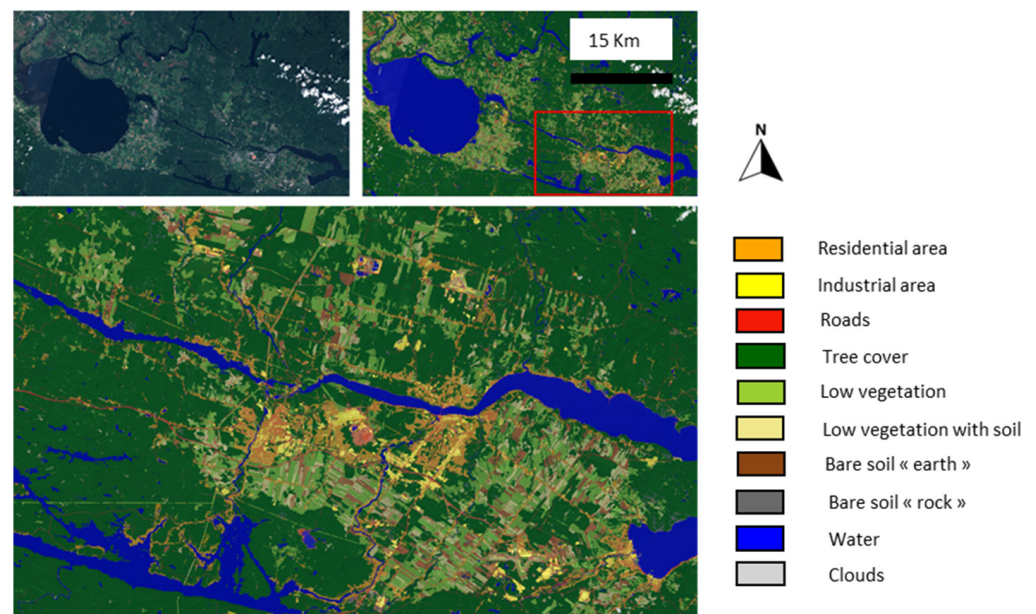 15 Km
N
Residential area
Industrial area
Roads
Tree cover
Low vegetation
Low vegetation with soil
Bare soil « earth »
Bare soil « rock »
Water
Clouds